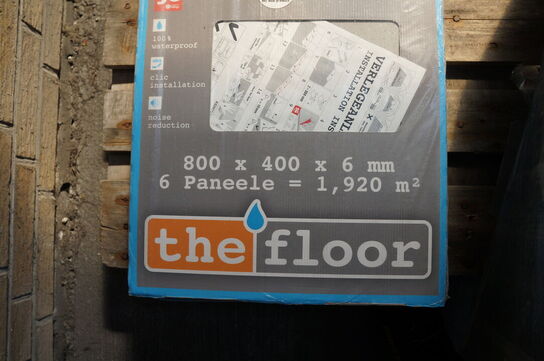 100%
waterproof
clic
installation
noise
reduction
VERLEGEANL
INSTALLATION INS
800 x 400 x 6 mm
6 Paneele = 1,920 m²
the floor